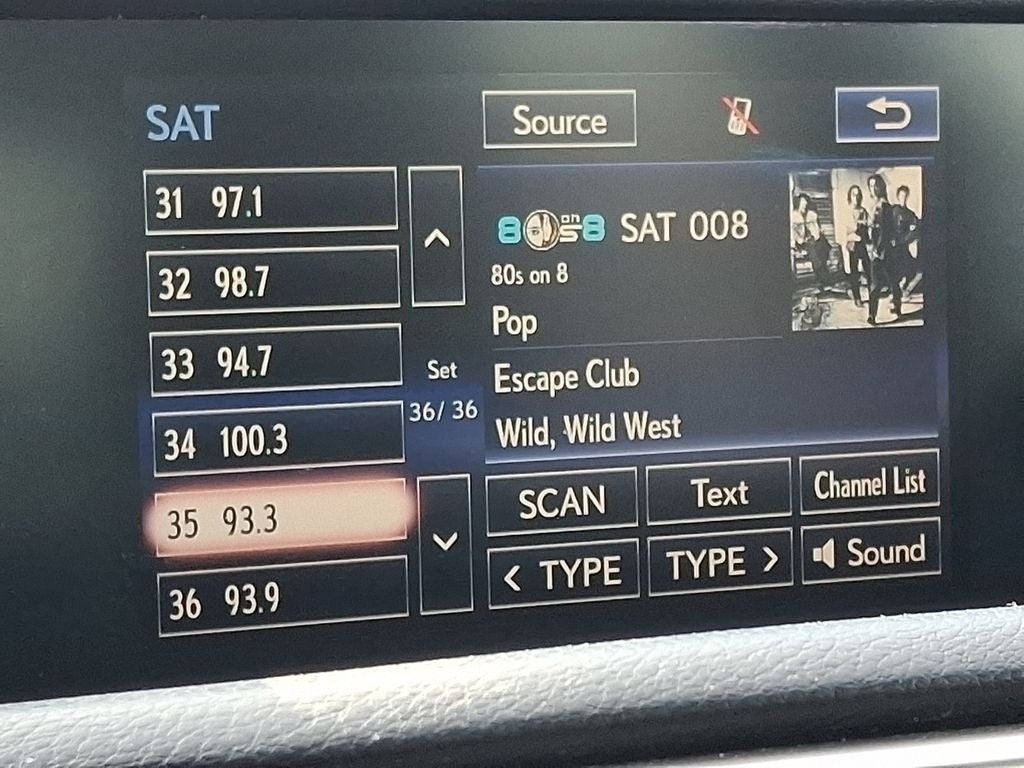 SAT
Source
31 97.1
32 98.7
33 94.7
34 100.3
35 93.3
36 93.9
Set
36/ 36
8 on 8 SAT 008
80s on 8
Pop
Escape Club
Wild, Wild West
SCAN Text Channel List
< TYPE TYPE > Sound